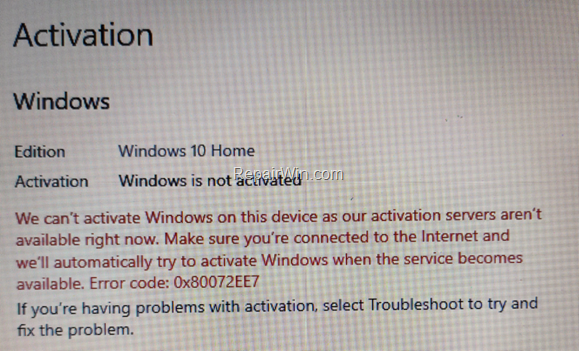 Activation
Windows
Edition Windows 10 Home
Activation Windows is not activated
RepairWin.com
We can't activate Windows on this device as our activation servers aren't
available right now. Make sure you're connected to the Internet and
we'll automatically try to activate Windows when the service becomes
available. Error code: 0x80072EE7
If you're having problems with activation, select Troubleshoot to try and
fix the problem.